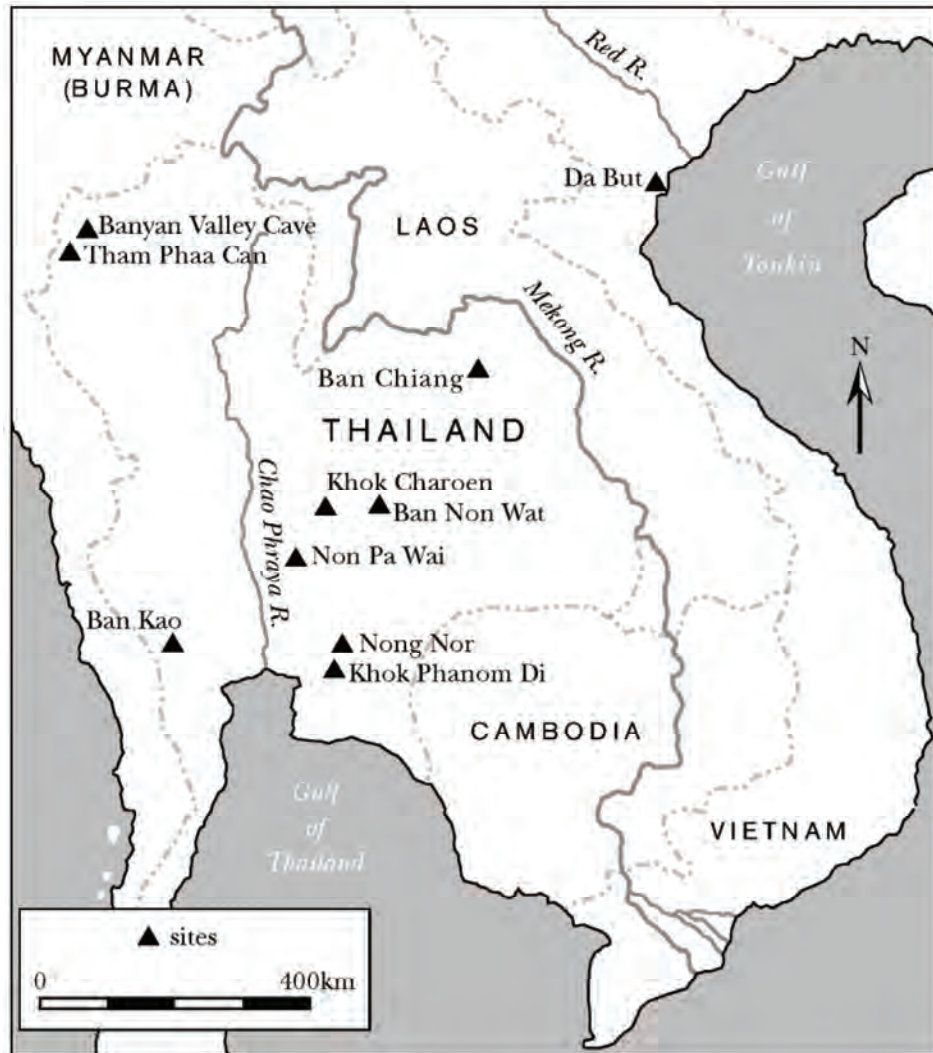 MYANMAR
(BURMA)
Red R.
Da But
Gulf
of
Tonkin
Banyan Valley Cave
Tham Phaa Can
LAOS
Mekong R.
N
Ban Chiang
THAILAND
Khok Charoen
Ban Non Wat
Chao Phraya R.
Non Pa Wai
Ban Kao
Nong Nor
Khok Phanom Di
CAMBODIA
Gulf
of
Thailand
VIETNAM
sites
0 400km